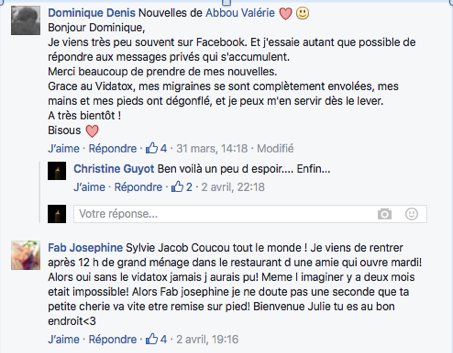 Dominique Denis Nouvelles de Abbou Valérie ❤ 🙂
Bonjour Dominique,
Je viens très peu souvent sur Facebook. Et j'essaie autant que possible de
répondre aux messages privés qui s'accumulent.
Merci beaucoup de prendre de mes nouvelles.
Grace au Vidatox, mes migraines se sont complètement envolées, mes
mains et mes pieds ont dégonflé, et je peux m'en servir dès le lever.
A très bientôt !
Bisous ❤
J'aime · Répondre · 4 · 31 mars, 14:18 · Modifié
Christine Guyot Ben voilà un peu d espoir.... Enfin...
J'aime · Répondre · 2 · 2 avril, 22:18
Votre réponse...
Fab Josephine Sylvie Jacob Coucou tout le monde ! Je viens de rentrer
après 12 h de grand ménage dans le restaurant d une amie qui ouvre mardi!
Alors oui sans le vidatox jamais j aurais pu! Meme l imaginer y a deux mois
etait impossible! Alors Fab josephine je ne doute pas une seconde que ta
petite cherie va vite etre remise sur pied! Bienvenue Julie tu es au bon
endroit<3
J'aime · Répondre · 4 · 2 avril, 19:16